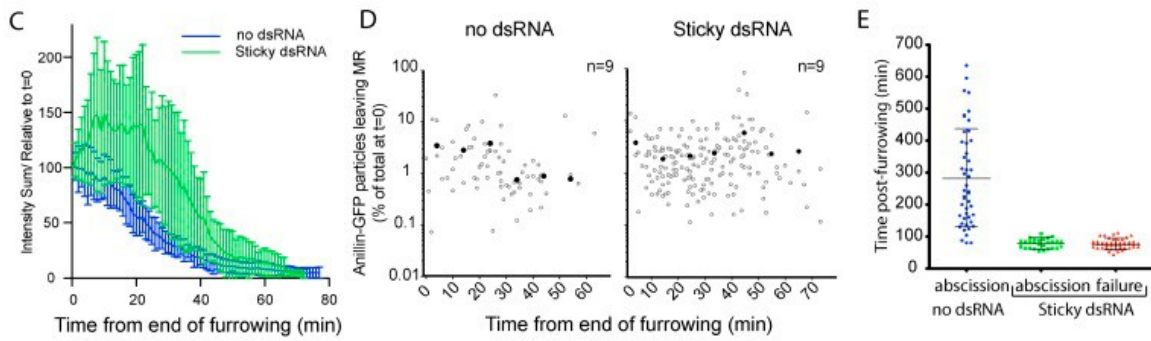 C
Intensity Sum/ Relative to t=0
200
150
100
50
0
no dsRNA
Sticky dsRNA
0 20 40 60 80
Time from end of furrowing (min)
D
no dsRNA
Sticky dsRNA
n=9
n=9
Anillin-GFP particles leaving MR
(% of total at t=0)
100
10
1
0.1
0.01
0 10 20 30 40 50 60
0 10 20 30 40 50 60 70
Time from end of furrowing (min)
E
Time post-furrowing (min)
700
600
500
400
300
200
100
0
abscission abscission failure
no dsRNA Sticky dsRNA